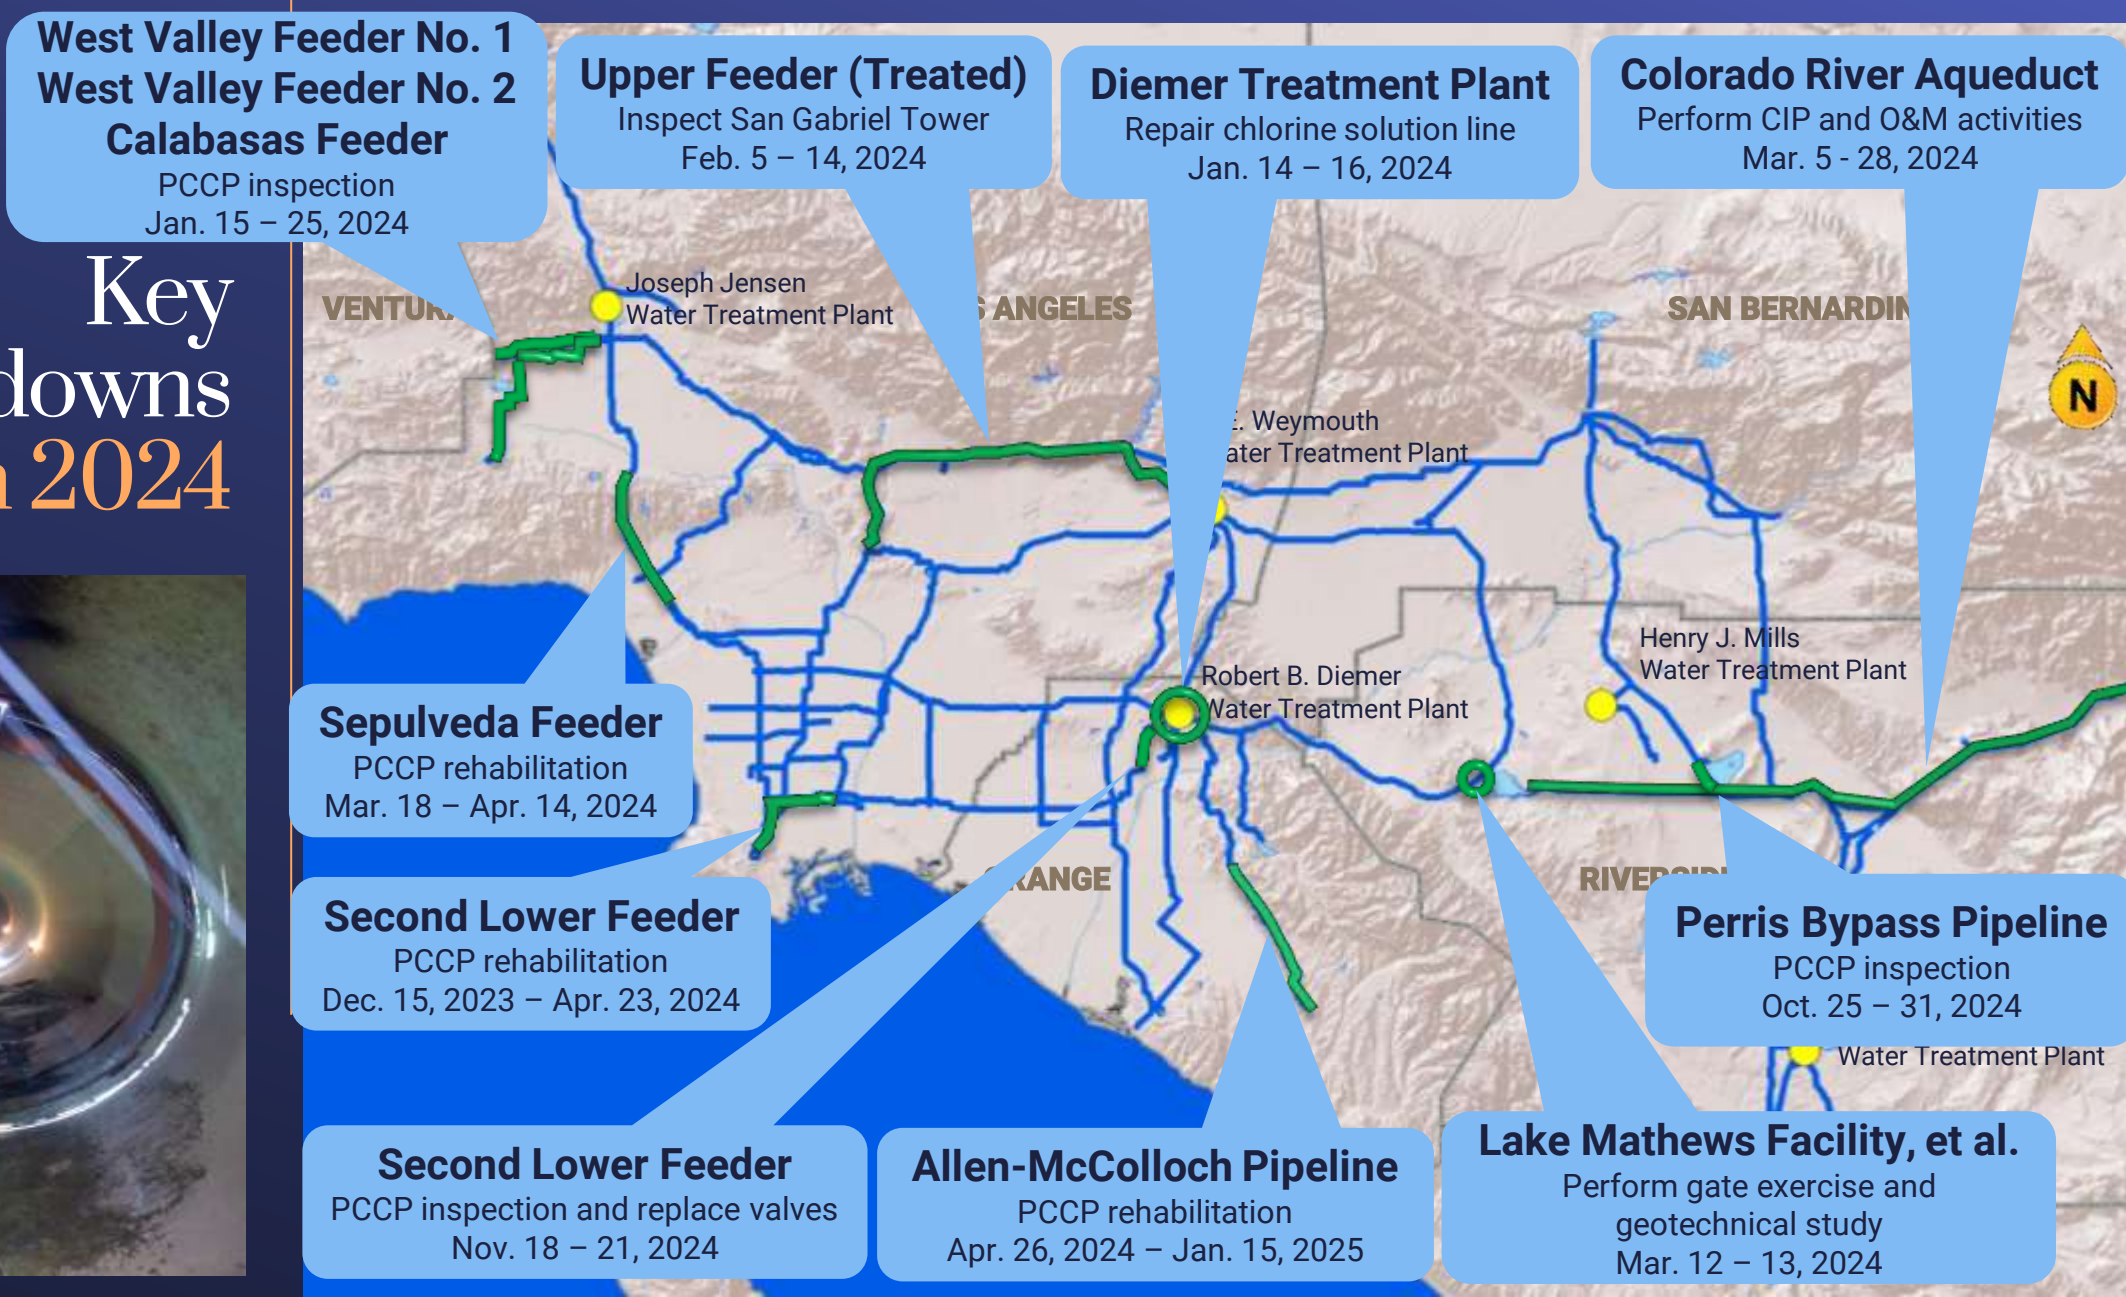 West Valley Feeder No. 1
West Valley Feeder No. 2
Calabasas Feeder
PCCP inspection
Jan. 15 – 25, 2024
Upper Feeder (Treated)
Inspect San Gabriel Tower
Feb. 5 – 14, 2024
Diemer Treatment Plant
Repair chlorine solution line
Jan. 14 – 16, 2024
Colorado River Aqueduct
Perform CIP and O&M activities
Mar. 5 - 28, 2024
Key
downs
2024
Joseph Jensen
Water Treatment Plant
ANGELES
N
E. Weymouth
Water Treatment Plant
Henry J. Mills
Water Treatment Plant
Robert B. Diemer
Water Treatment Plant
Sepulveda Feeder
PCCP rehabilitation
Mar. 18 – Apr. 14, 2024
Second Lower Feeder
PCCP rehabilitation
Dec. 15, 2023 – Apr. 23, 2024
Perris Bypass Pipeline
PCCP inspection
Oct. 25 – 31, 2024
Water Treatment Plant
Second Lower Feeder
PCCP inspection and replace valves
Nov. 18 – 21, 2024
Allen-McColloch Pipeline
PCCP rehabilitation
Apr. 26, 2024 – Jan. 15, 2025
Lake Mathews Facility, et al.
Perform gate exercise and
geotechnical study
Mar. 12 – 13, 2024